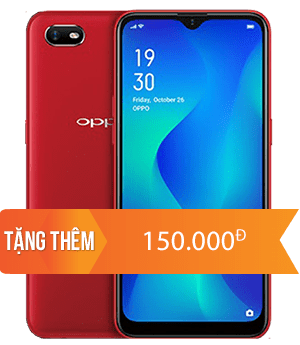 oppo
19
30
Friday, October 26
OPPO
TẶNG THÊM 150.000Đ